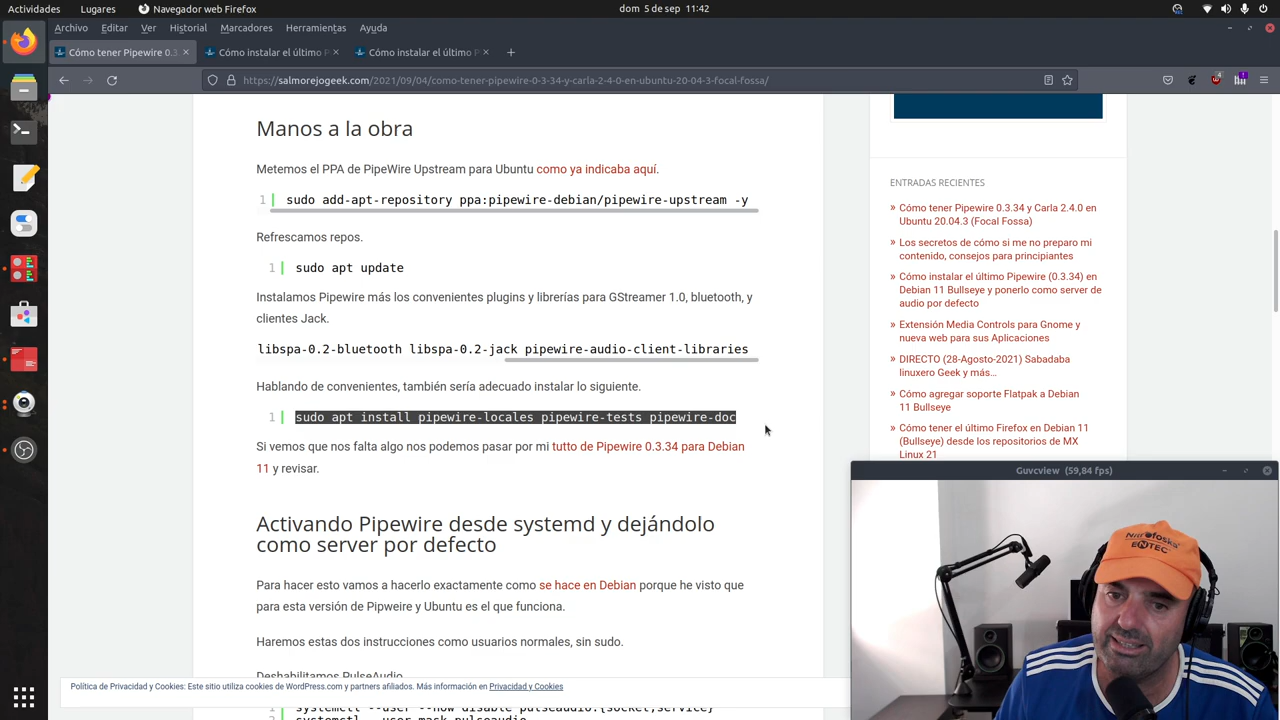 Actividades
Lugares
Navegador web Firefox
dom 5 de sep 11:42
Archivo Editar Ver Historial Marcadores Herramientas Ayuda
Cómo tener Pipewire 0.3.
Cómo instalar el último P
Cómo instalar el último P
https://salmorejogeek.com/2021/09/04/como-tener-pipewire-0-3-34-y-carla-2-4-0-en-ubuntu-20-04-3-focal-fossa/
Manos a la obra
Metemos el PPA de PipeWire Upstream para Ubuntu como ya indicaba aquí.
1 sudo add-apt-repository ppa:pipewire-debian/pipewire-upstream -y
Refrescamos repos.
1 sudo apt update
Instalamos Pipewire más los convenientes plugins y librerías para GStreamer 1.0, bluetooth, y
clientes Jack.
libspa-0.2-bluetooth libspa-0.2-jack pipewire-audio-client-libraries
Hablando de convenientes, también sería adecuado instalar lo siguiente.
1 sudo apt install pipewire-locales pipewire-tests pipewire-doc
Si vemos que nos falta algo nos podemos pasar por mi tutto de Pipewire 0.3.34 para Debian
11 y revisar.
Activando Pipewire desde systemd y dejándolo
como server por defecto
Para hacer esto vamos a hacerlo exactamente como se hace en Debian porque he visto que
para esta versión de Pipweire y Ubuntu es el que funciona.
Haremos estas dos instrucciones como usuarios normales, sin sudo.
Deshabilitamos PulseAudio
Política de Privacidad y Cookies: Este sitio utiliza cookies de WordPress.com y partners afiliados. Más información en Privacidad y Cookies
1 systemctl --user --now disable pulseaudio.{socket,service}
systemctl --user mask pulseaudio
ENTRADAS RECIENTES
» Cómo tener Pipewire 0.3.34 y Carla 2.4.0 en
Ubuntu 20.04.3 (Focal Fossa)
» Los secretos de cómo si me no preparo mi
contenido, consejos para principiantes
» Cómo instalar el último Pipewire (0.3.34) en
Debian 11 Bullseye y ponerlo como server de
audio por defecto
» Extensión Media Controls para Gnome y
nueva web para sus Aplicaciones
» DIRECTO (28-Agosto-2021) Sabadaba
linuxero Geek y más...
» Cómo agregar soporte Flatpak a Debian
11 Bullseye
» Cómo tener el último Firefox en Debian 11
(Bullseye) desde los repositorios de MX
Linux 21
Guvcview (59,84 fps)
Nitrofoska
ENTEC